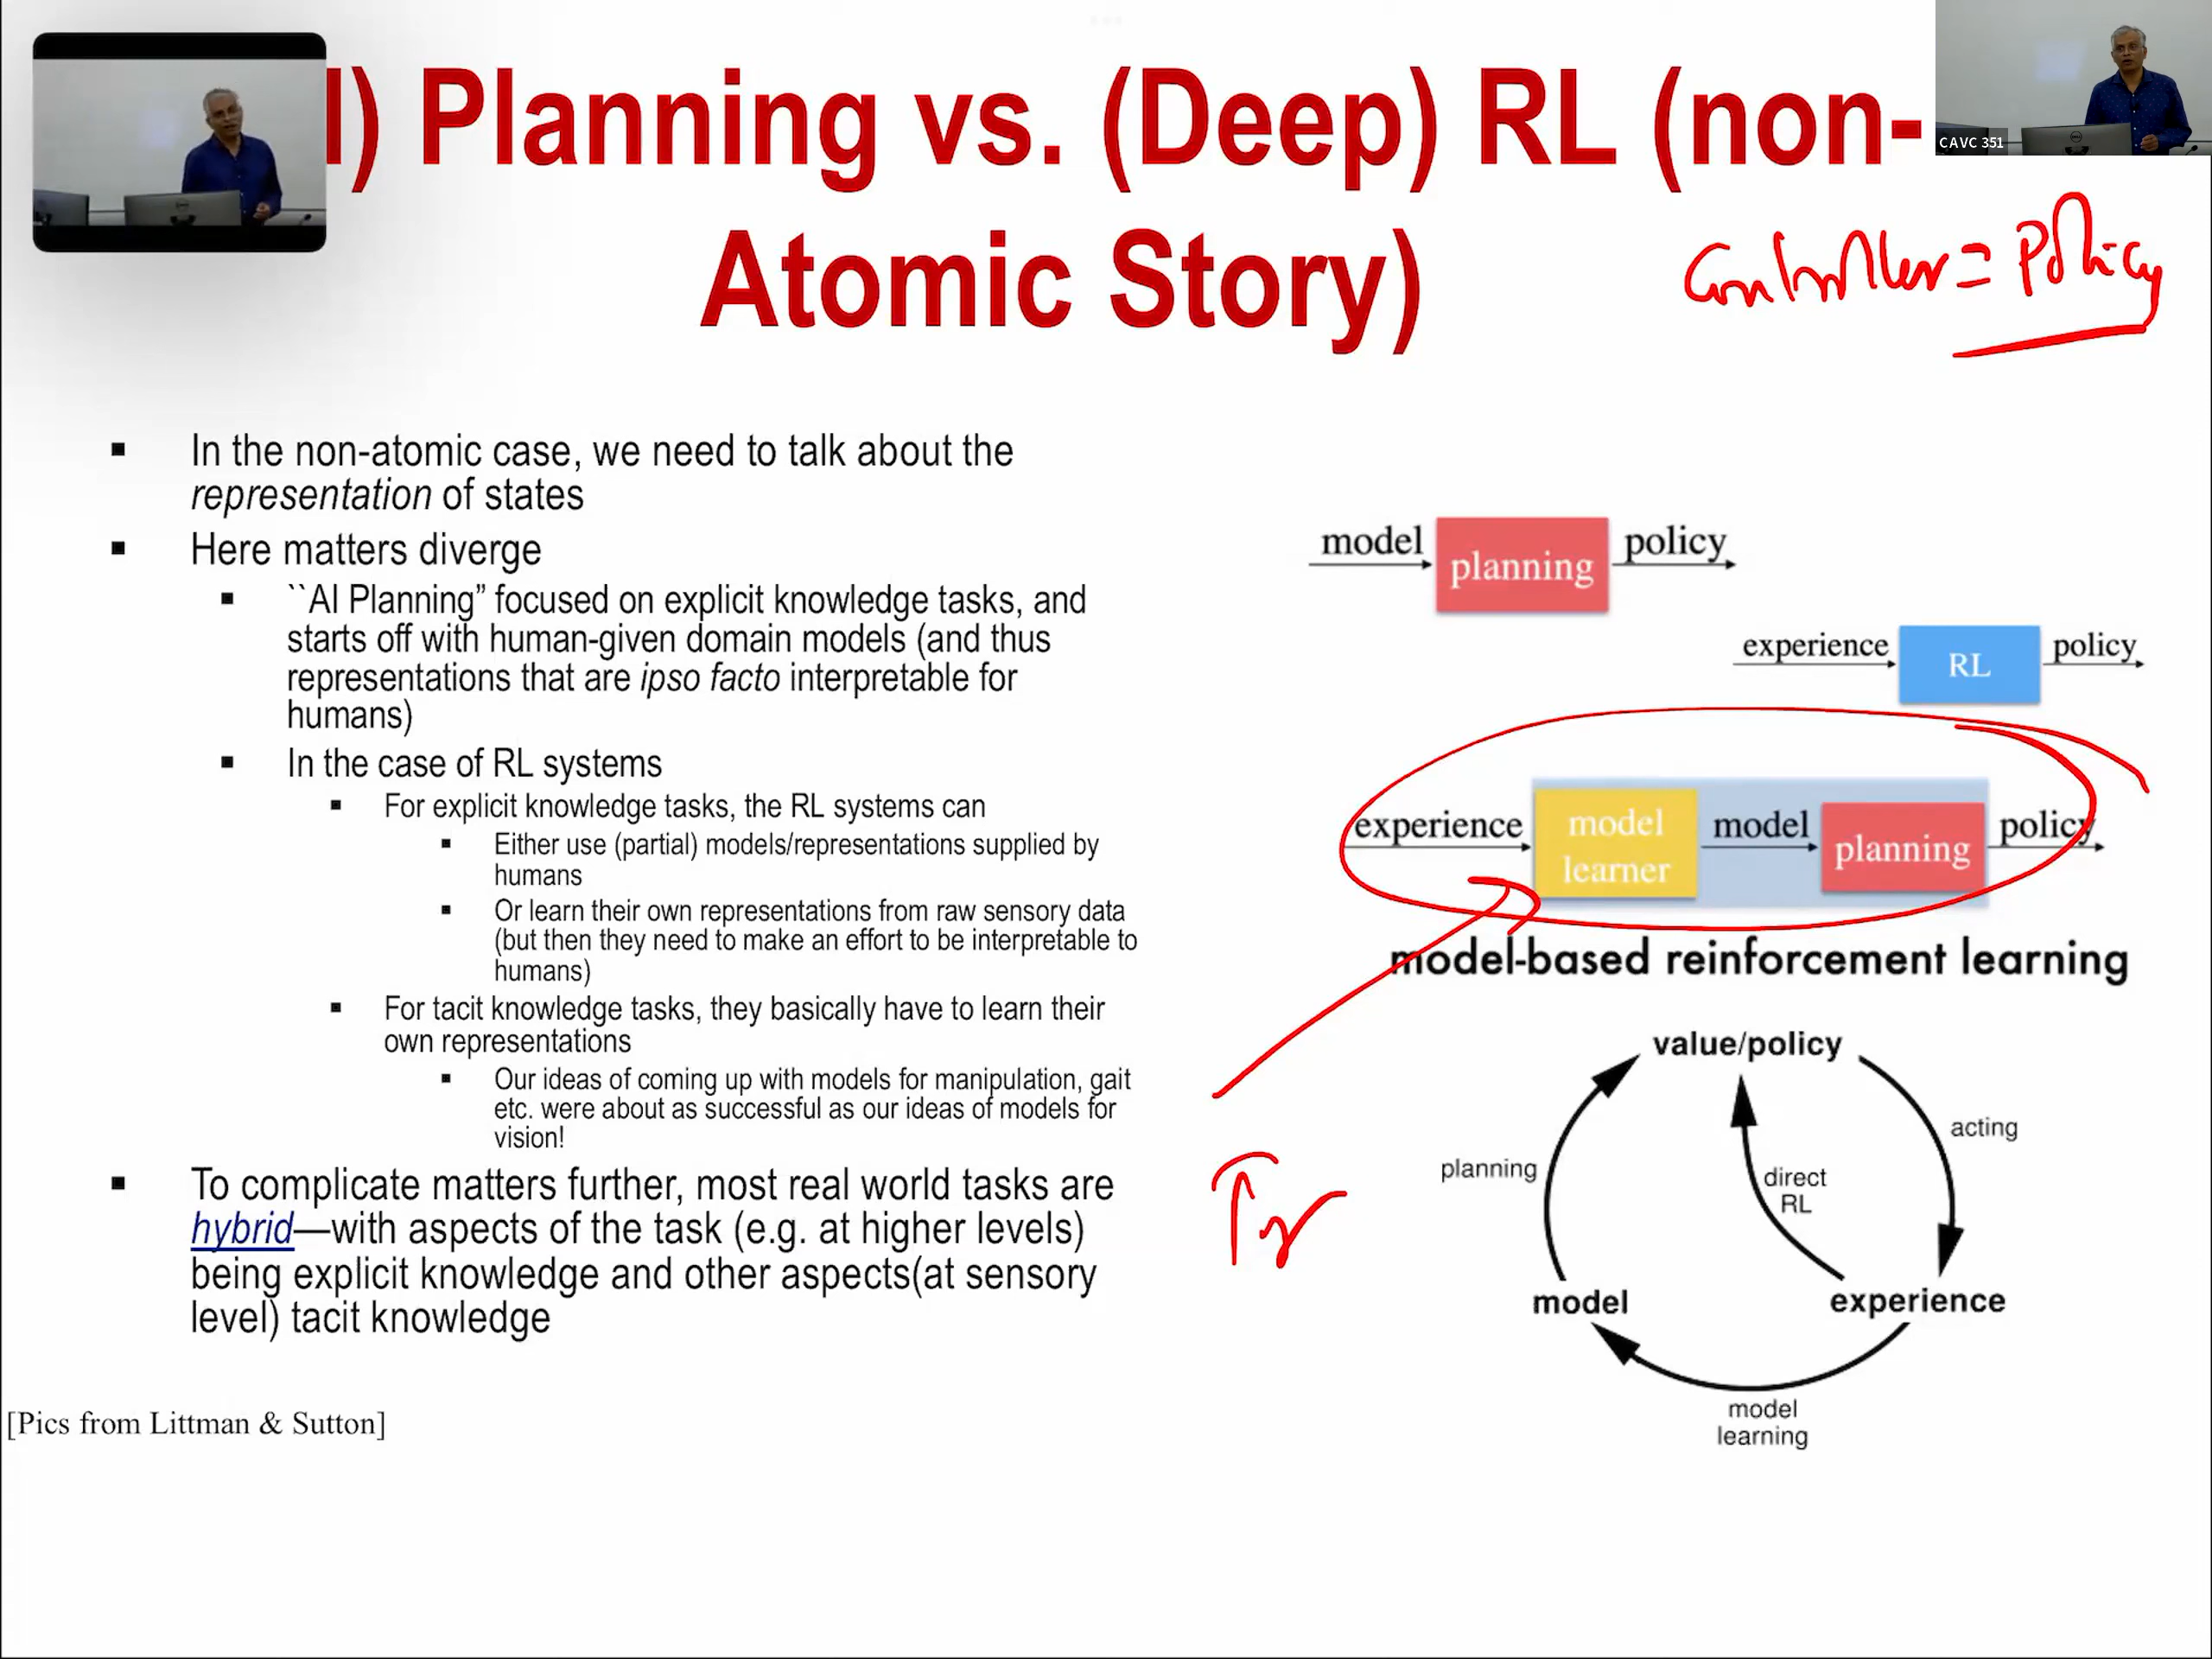 ) Planning vs. (Deep) RL (non-
Atomic Story)
CAVC 351
Controller = Policy
In the non-atomic case, we need to talk about the
representation of states
Here matters diverge
``AI Planning” focused on explicit knowledge tasks, and
starts off with human-given domain models (and thus
representations that are ipso facto interpretable for
humans)
In the case of RL systems
For explicit knowledge tasks, the RL systems can
Either use (partial) models/representations supplied by
humans
Or learn their own representations from raw sensory data
(but then they need to make an effort to be interpretable to
humans)
For tacit knowledge tasks, they basically have to learn their
own representations
Our ideas of coming up with models for manipulation, gait
etc. were about as successful as our ideas of models for
vision!
To complicate matters further, most real world tasks are
hybrid—with aspects of the task (e.g. at higher levels)
being explicit knowledge and other aspects(at sensory
level) tacit knowledge
[Pics from Littman & Sutton]
model planning policy
experience RL policy
experience model learner model planning policy
model-based reinforcement learning
value/policy
acting
planning
direct
RL
model
experience
model
learning